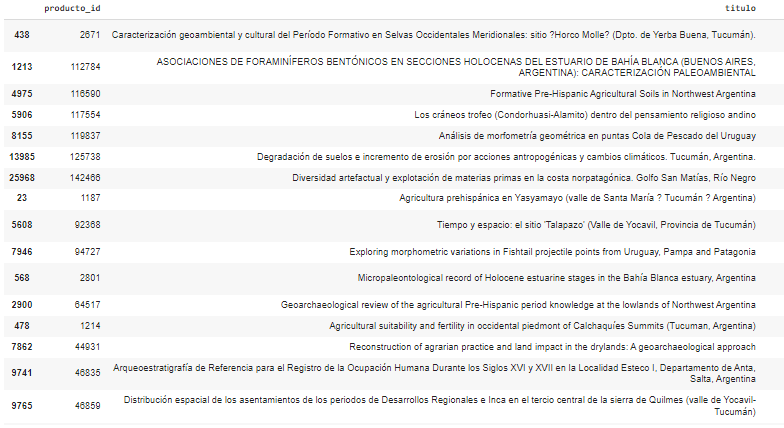 producto_id titulo
438 2671 Caracterización geoambiental y cultural del Período Formativo en Selvas Occidentales Meridionales: sitio ?Horco Molle? (Dpto. de Yerba Buena, Tucumán).
1213 112784 ASOCIACIONES DE FORAMINÍFEROS BENTÓNICOS EN SECCIONES HOLOCENAS DEL ESTUARIO DE BAHÍA BLANCA (BUENOS AIRES,
ARGENTINA): CARACTERIZACIÓN PALEOAMBIENTAL
4975 116590 Formative Pre-Hispanic Agricultural Soils in Northwest Argentina
5906 117554 Los cráneos trofeo (Condorhuasi-Alamito) dentro del pensamiento religioso andino
8155 119837 Análisis de morfometría geométrica en puntas Cola de Pescado del Uruguay
13985 125738 Degradación de suelos e incremento de erosión por acciones antropogénicas y cambios climáticos. Tucumán, Argentina.
25968 142466 Diversidad artefactual y explotación de materias primas en la costa norpatagónica. Golfo San Matías, Río Negro
23 1187 Agricultura prehispánica en Yasyamayo (valle de Santa María ? Tucumán ? Argentina)
5608 92368 Tiempo y espacio: el sitio 'Talapazo' (Valle de Yocavil, Provincia de Tucumán)
7946 94727 Exploring morphometric variations in Fishtail projectile points from Uruguay, Pampa and Patagonia
568 2801 Micropaleontological record of Holocene estuarine stages in the Bahía Blanca estuary, Argentina
2900 64517 Geoarchaeological review of the agricultural Pre-Hispanic period knowledge at the lowlands of Northwest Argentina
478 1214 Agricultural suitability and fertility in occidental piedmont of Calchaquíes Summits (Tucuman, Argentina)
7862 44931 Reconstruction of agrarian practice and land impact in the drylands: A geoarchaeological approach
9741 46835 Arqueoestratigrafía de Referencia para el Registro de la Ocupación Humana Durante los Siglos XVI y XVII en la Localidad Esteco I, Departamento de Anta,
Salta, Argentina
9765 46859 Distribución espacial de los asentamientos de los periodos de Desarrollos Regionales e Inca en el tercio central de la sierra de Quilmes (valle de Yocavil-
Tucumán)